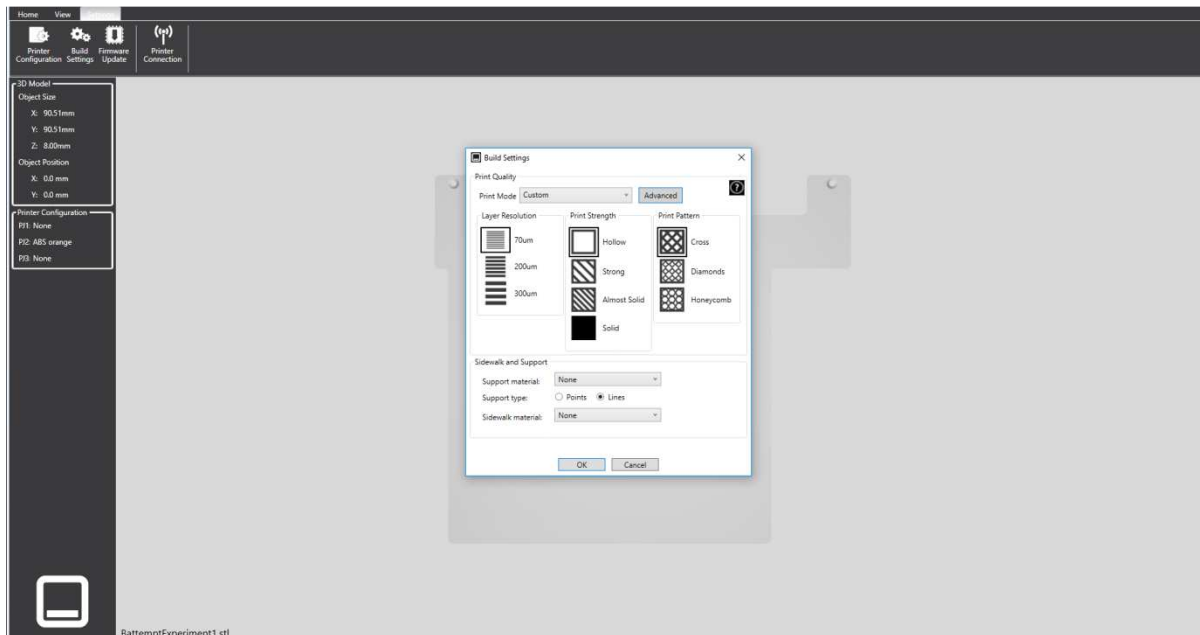 Home View Settings
Printer Configuration
Build Settings
Firmware Update
Printer Connection
3D Model
Object Size
X: 90.51mm
Y: 90.51mm
Z: 8.00mm
Object Position
X: 0.0 mm
Y: 0.0 mm
Printer Configuration
PJ1: None
PJ2: ABS orange
PJ3: None
Build Settings
Print Quality
Print Mode Custom Advanced
?
Layer Resolution
70um
200um
300um
Print Strength
Hollow
Strong
Almost Solid
Solid
Print Pattern
Cross
Diamonds
Honeycomb
Sidewalk and Support
Support material: None
Support type: Points Lines
Sidewalk material: None
OK Cancel
BattemptExperiment1.stl